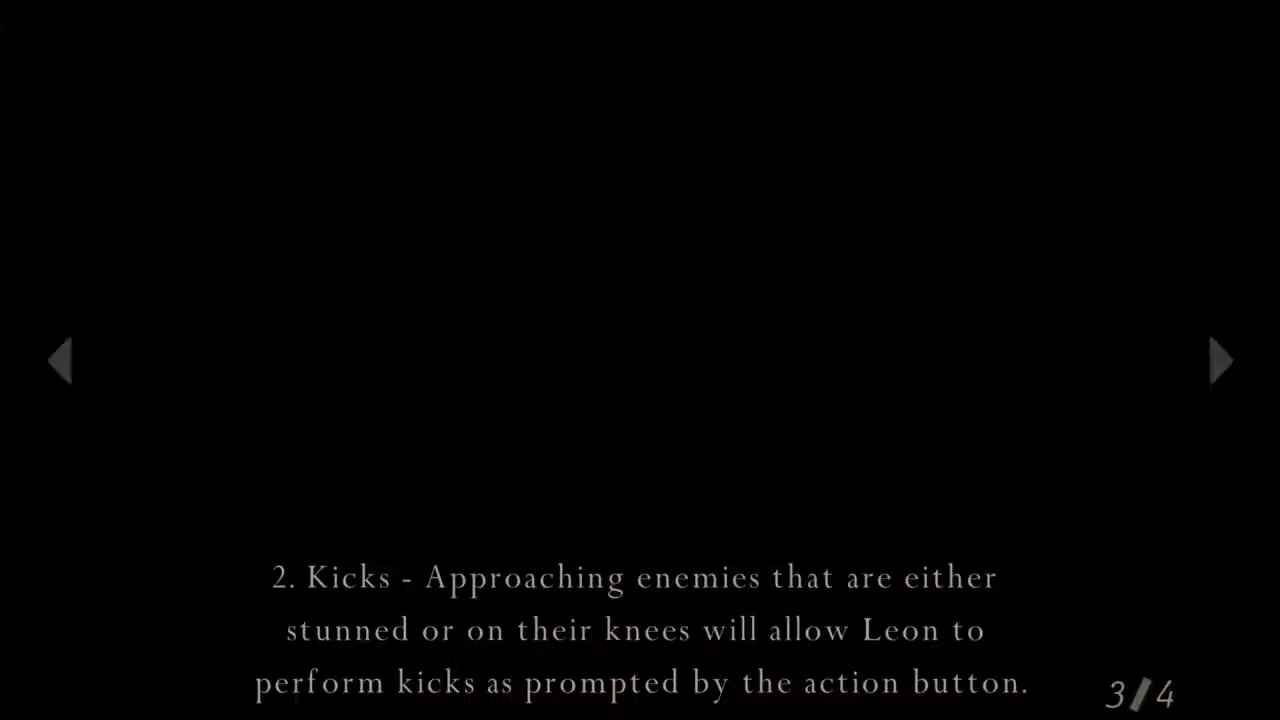 2. Kicks - Approaching enemies that are either
stunned or on their knees will allow Leon to
perform kicks as prompted by the action button.
3/4